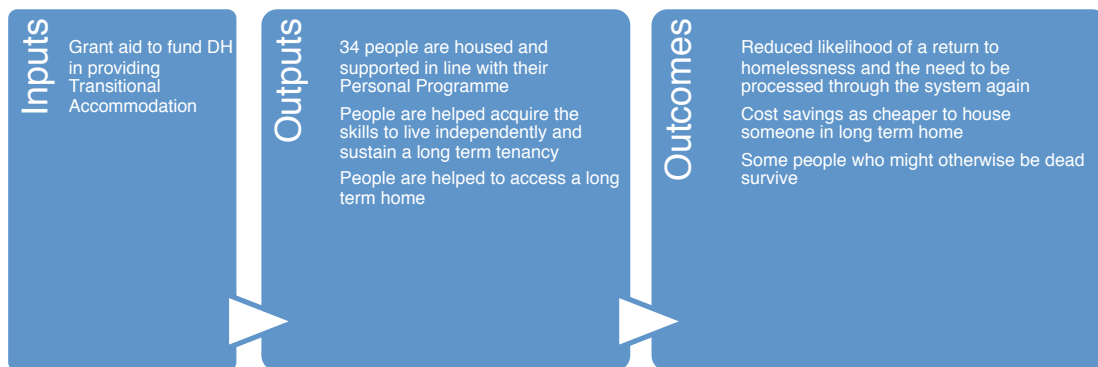 Inputs
Grant aid to fund DH
in providing
Transitional
Accommodation
Outputs
34 people are housed and
supported in line with their
Personal Programme
People are helped acquire the
skills to live independently and
sustain a long term tenancy
People are helped to access a long
term home
Outcomes
Reduced likelihood of a return to
homelessness and the need to be
processed through the system again
Cost savings as cheaper to house
someone in long term home
Some people who might otherwise be dead
survive